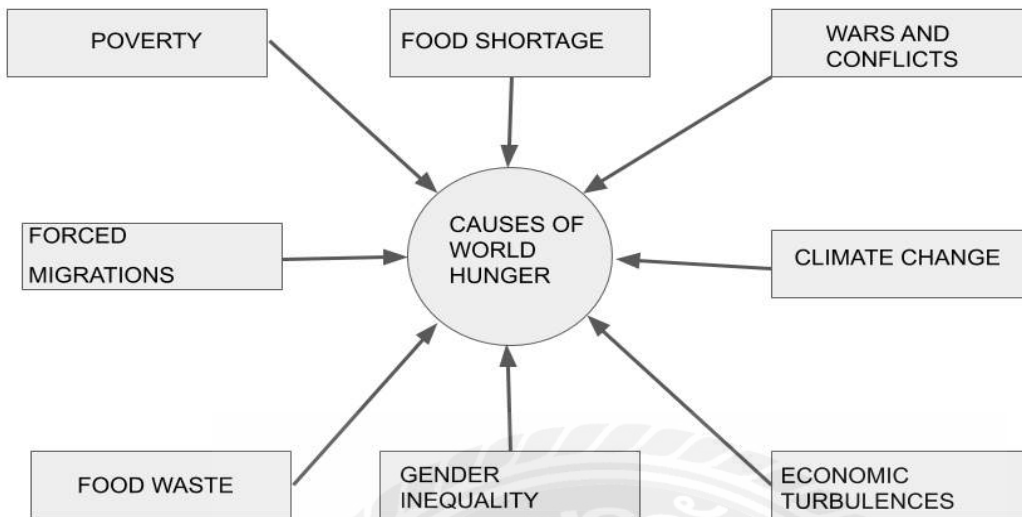 POVERTY
FOOD SHORTAGE
WARS AND
CONFLICTS
FORCED
MIGRATIONS
CAUSES OF
WORLD
HUNGER
CLIMATE CHANGE
FOOD WASTE
GENDER
INEQUALITY
ECONOMIC
TURBULENCES